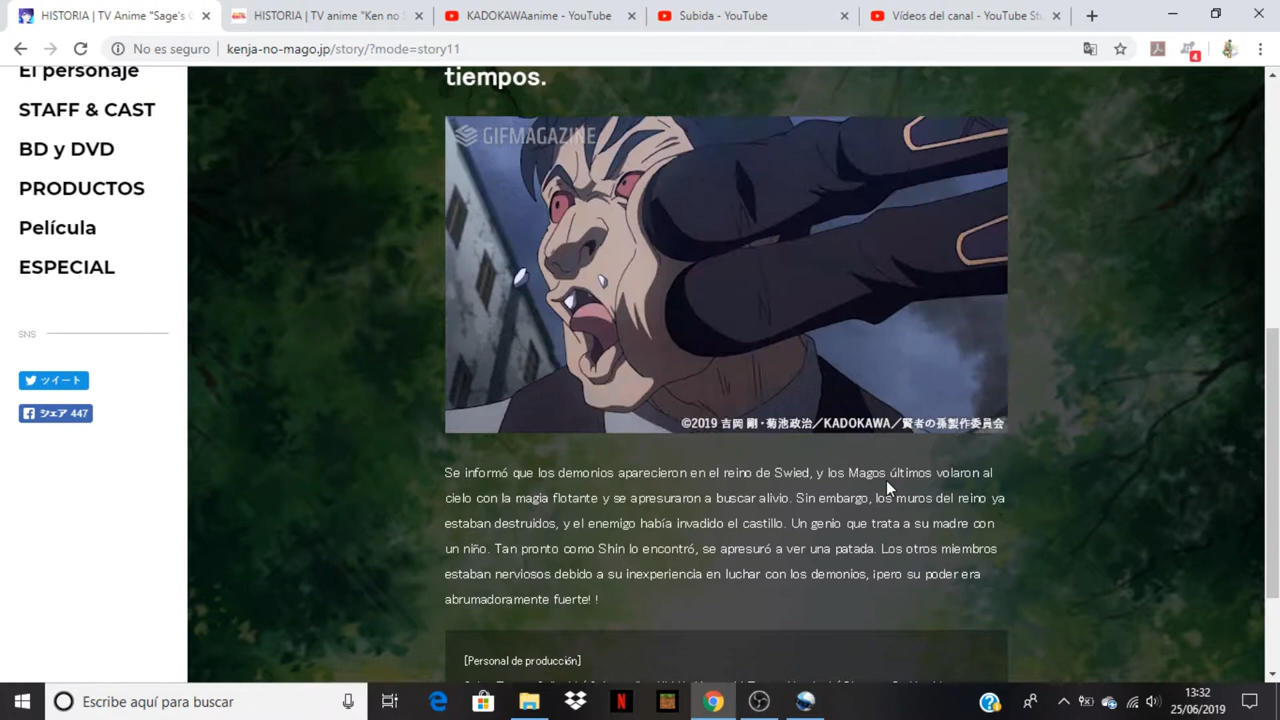 HISTORIA | TV Anime "Sage's G
HISTORIA | TV anime "Ken no
KADOKAWAanime - YouTube
Subida - YouTube
Vídeos del canal - YouTube Stu
No es seguro
kenja-no-mago.jp/story/?mode=story11
4
El personaje
STAFF & CAST
BD y DVD
PRODUCTOS
Película
ESPECIAL
SNS
ツイート
シェア 447
tiempos.
GIFMAGAZINE
©2019 吉岡 剛・菊池政治／KADOKAWA／賢者の孫製作委員会
Se informó que los demonios aparecieron en el reino de Swied, y los Magos últimos volaron al
cielo con la magia flotante y se apresuraron a buscar alivio. Sin embargo, los muros del reino ya
estaban destruidos, y el enemigo había invadido el castillo. Un genio que trata a su madre con
un niño. Tan pronto como Shin lo encontró, se apresuró a ver una patada. Los otros miembros
estaban nerviosos debido a su inexperiencia en luchar con los demonios, ¡pero su poder era
abrumadoramente fuerte! !
[Personal de producción]
Escribe aquí para buscar
13:32
25/06/2019